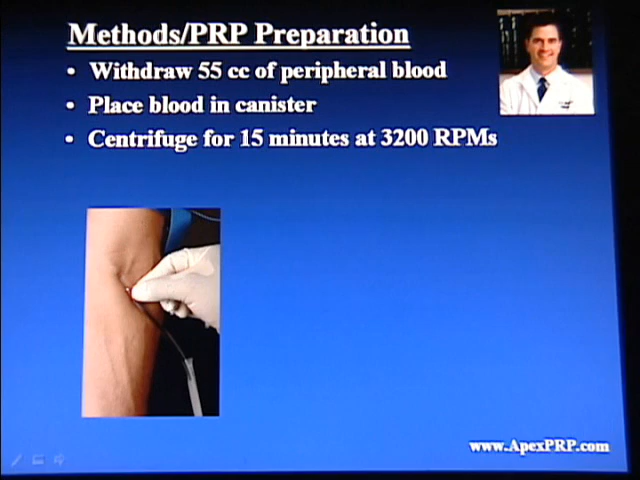 Methods/PRP Preparation
• Withdraw 55 cc of peripheral blood
• Place blood in canister
• Centrifuge for 15 minutes at 3200 RPMs
www.ApexPRP.com